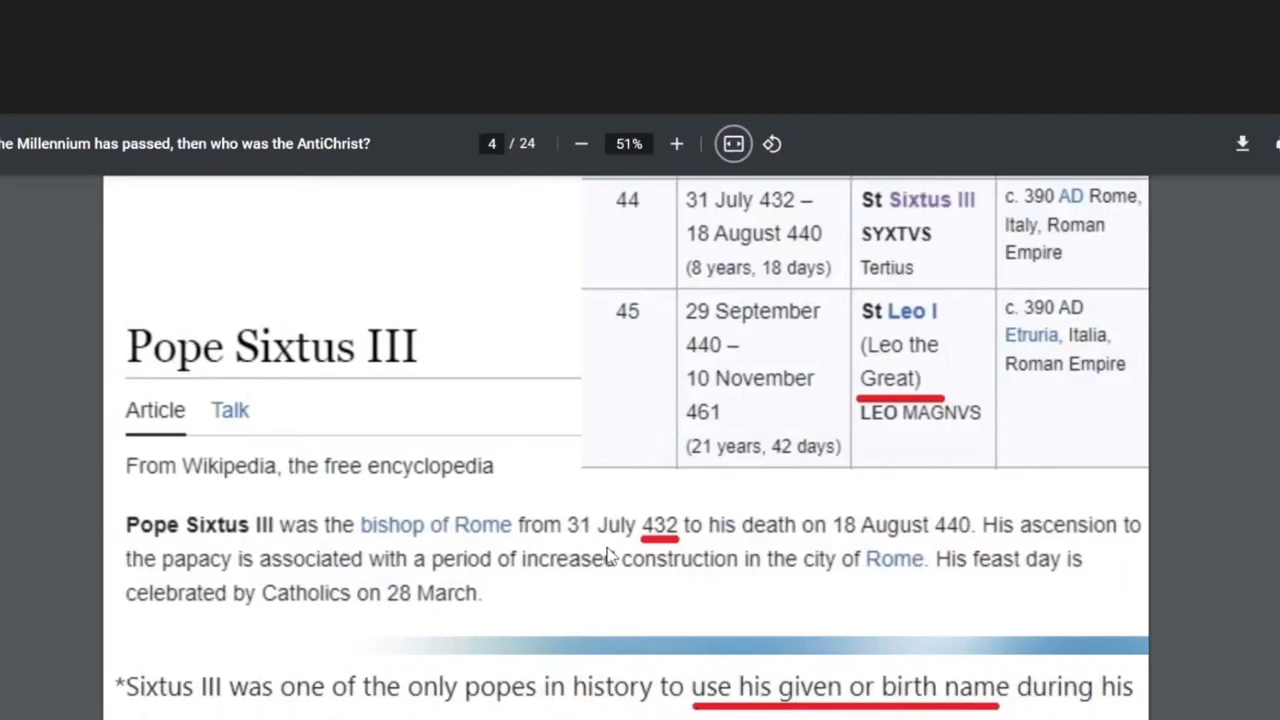 he Millennium has passed, then who was the AntiChrist?
4 / 24
51%
44
31 July 432 –
18 August 440
(8 years, 18 days)
St Sixtus III
SYXTVS
Tertius
c. 390 AD Rome,
Italy, Roman
Empire
45
29 September
440 –
10 November
461
(21 years, 42 days)
St Leo I
(Leo the
Great)
LEO MAGNVS
c. 390 AD
Etruria, Italia,
Roman Empire
Pope Sixtus III
Article Talk
From Wikipedia, the free encyclopedia
Pope Sixtus III was the bishop of Rome from 31 July 432 to his death on 18 August 440. His ascension to
the papacy is associated with a period of increased construction in the city of Rome. His feast day is
celebrated by Catholics on 28 March.
*Sixtus III was one of the only popes in history to use his given or birth name during his